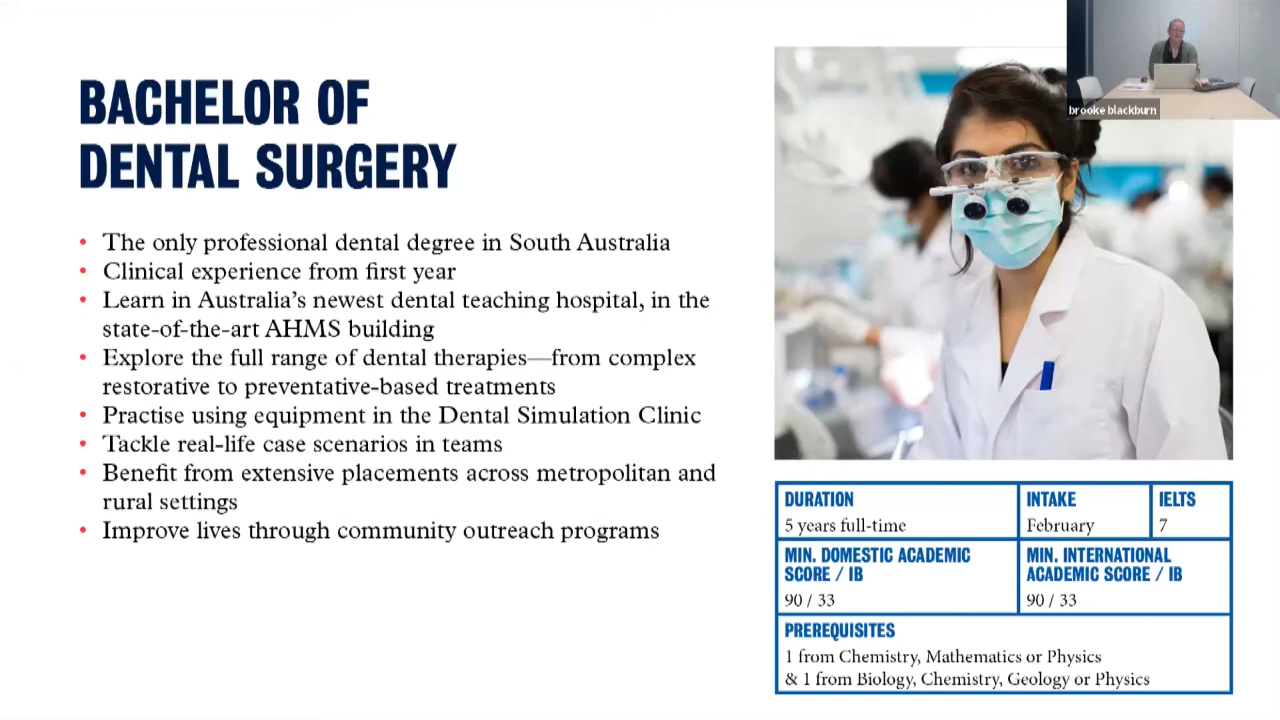 BACHELOR OF
DENTAL SURGERY
• The only professional dental degree in South Australia
• Clinical experience from first year
• Learn in Australia’s newest dental teaching hospital, in the
state-of-the-art AHMS building
• Explore the full range of dental therapies—from complex
restorative to preventative-based treatments
• Practise using equipment in the Dental Simulation Clinic
• Tackle real-life case scenarios in teams
• Benefit from extensive placements across metropolitan and
rural settings
• Improve lives through community outreach programs
brooke blackburn
DURATION
5 years full-time
INTAKE
February
IELTS
7
MIN. DOMESTIC ACADEMIC
SCORE / IB
90 / 33
MIN. INTERNATIONAL
ACADEMIC SCORE / IB
90 / 33
PREREQUISITES
1 from Chemistry, Mathematics or Physics
& 1 from Biology, Chemistry, Geology or Physics